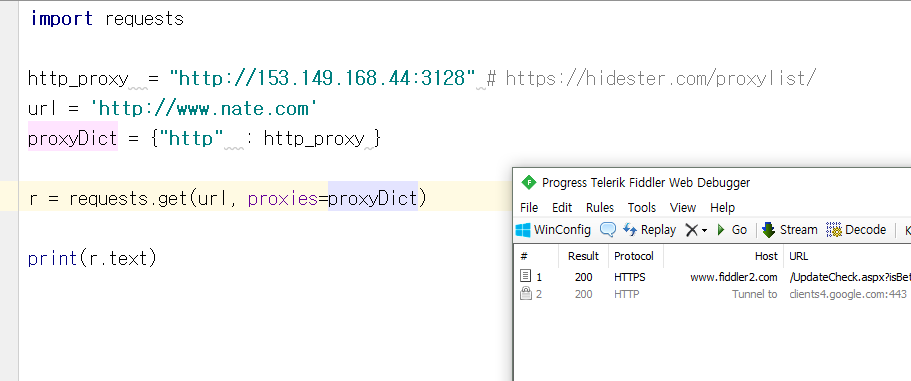 import requests
http_proxy = "http://153.149.168.44:3128" # https://hidester.com/proxylist/
url = 'http://www.nate.com'
proxyDict = {"http" : http_proxy }
r = requests.get(url, proxies=proxyDict)
print(r.text)
Progress Telerik Fiddler Web Debugger
File Edit Rules Tools View Help
WinConfig Replay Go Stream Decode
# Result Protocol Host URL
1 200 HTTPS www.fiddler2.com /UpdateCheck.aspx?isBet
2 200 HTTP Tunnel to clients4.google.com:443